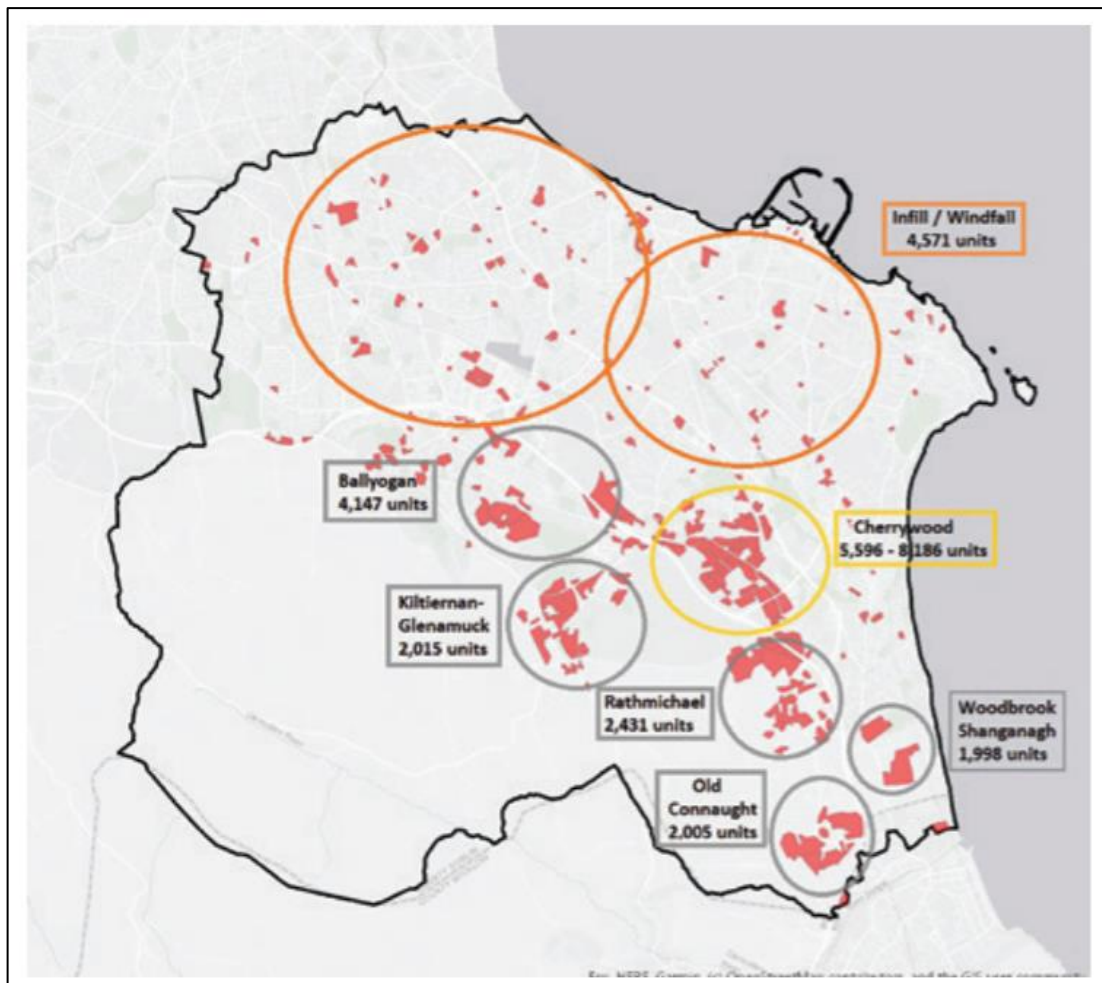 Infill / Windfall
4,571 units
Ballyogan
4,147 units
Cherrywood
5,596 - 8,186 units
Kiltiernan-
Glenamuck
2,015 units
Rathmichael
2,431 units
Woodbrook
Shanganagh
1,998 units
Old
Connaught
2,005 units